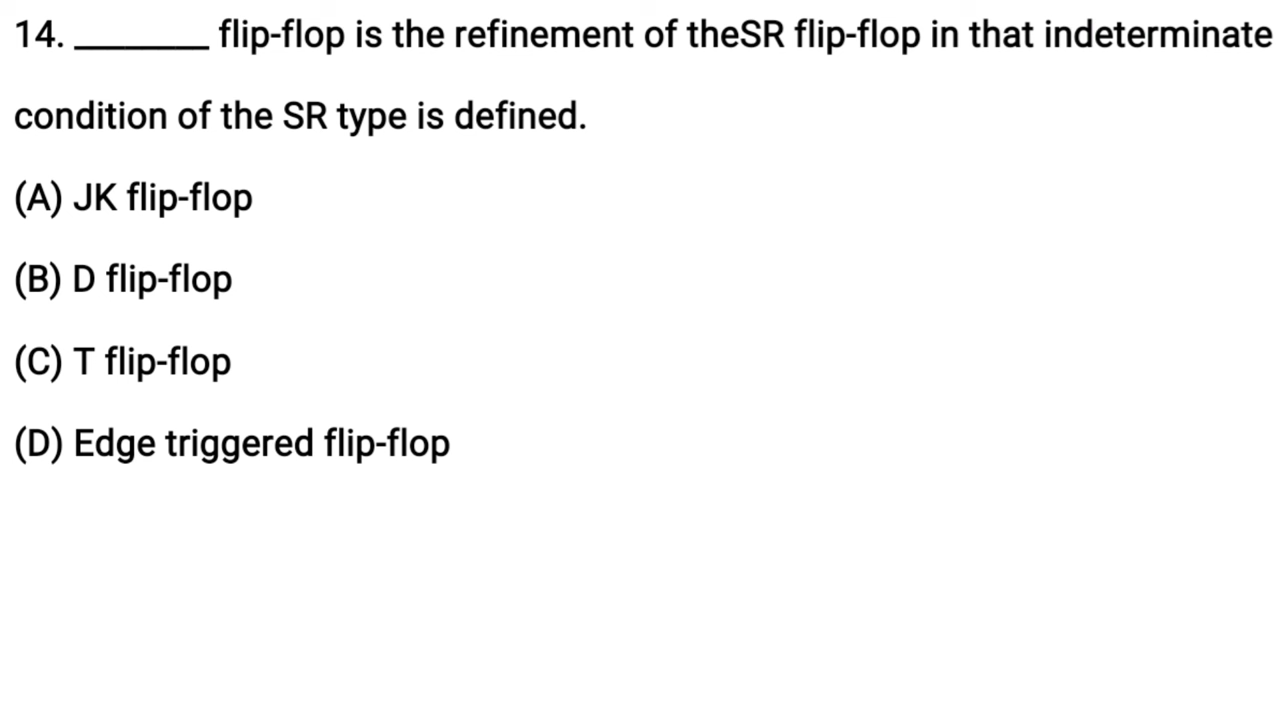 14. ________ flip-flop is the refinement of theSR flip-flop in that indeterminate
condition of the SR type is defined.
(A) JK flip-flop
(B) D flip-flop
(C) T flip-flop
(D) Edge triggered flip-flop